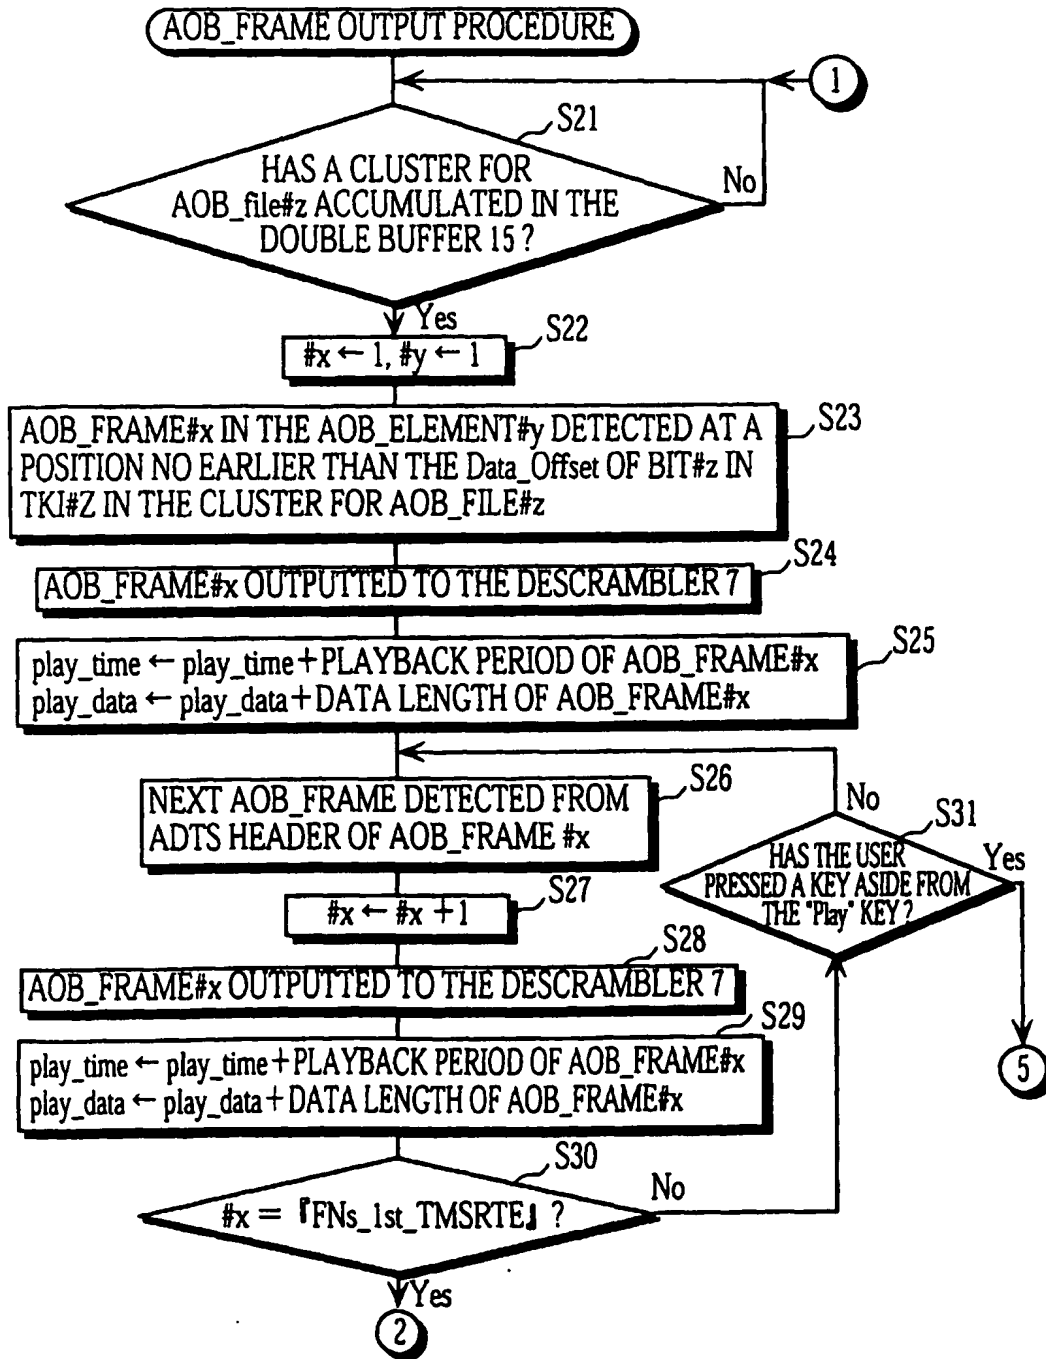 AOB_FRAME OUTPUT PROCEDURE
1
S21
HAS A CLUSTER FOR
AOB_file#z ACCUMULATED IN THE
DOUBLE BUFFER 15 ?
No
Yes
S22
#x ← 1, #y ← 1
S23
AOB_FRAME#x IN THE AOB_ELEMENT#y DETECTED AT A
POSITION NO EARLIER THAN THE Data_Offset OF BIT#z IN
TKI#Z IN THE CLUSTER FOR AOB_FILE#z
S24
AOB_FRAME#x OUTPUTTED TO THE DESCRAMBLER 7
S25
play_time ← play_time+PLAYBACK PERIOD OF AOB_FRAME#x
play_data ← play_data+DATA LENGTH OF AOB_FRAME#x
S26
NEXT AOB_FRAME DETECTED FROM
ADTS HEADER OF AOB_FRAME #x
No
S31
HAS THE USER
PRESSED A KEY ASIDE FROM
THE "Play" KEY ?
Yes
S27
#x ← #x +1
S28
AOB_FRAME#x OUTPUTTED TO THE DESCRAMBLER 7
S29
play_time ← play_time+PLAYBACK PERIOD OF AOB_FRAME#x
play_data ← play_data+DATA LENGTH OF AOB_FRAME#x
5
S30
#x = 『FNs_1st_TMSRTE』 ?
No
Yes
2